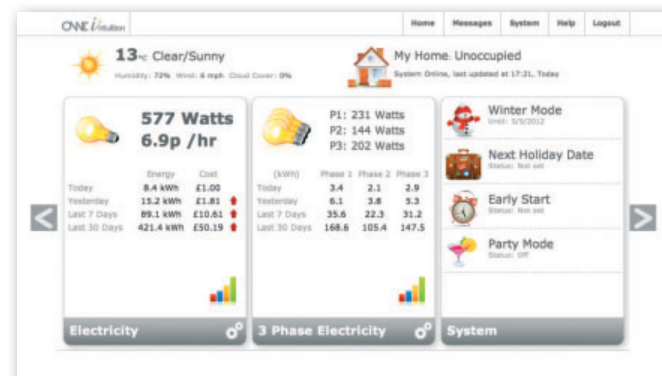 OWL intuition
Home Messages System Help Logout
13°C Clear/Sunny
Humidity: 72% Wind: 6 mph Cloud Cover: 0%
My Home: Unoccupied
System Online, last updated at 17:21, Today
577 Watts
6.9p /hr
Energy Cost
Today 8.4 kWh £1.00
Yesterday 15.2 kWh £1.81
Last 7 Days 89.1 kWh £10.61
Last 30 Days 421.4 kWh £50.19
Electricity
P1: 231 Watts
P2: 144 Watts
P3: 202 Watts
(kWh) Phase 1 Phase 2 Phase 3
Today 3.4 2.1 2.9
Yesterday 6.1 3.8 5.3
Last 7 Days 35.6 22.3 31.2
Last 30 Days 168.6 105.4 147.5
3 Phase Electricity
Winter Mode
Until: 5/5/2012
Next Holiday Date
Status: Not set
Early Start
Status: Not set
Party Mode
Status: Off
System